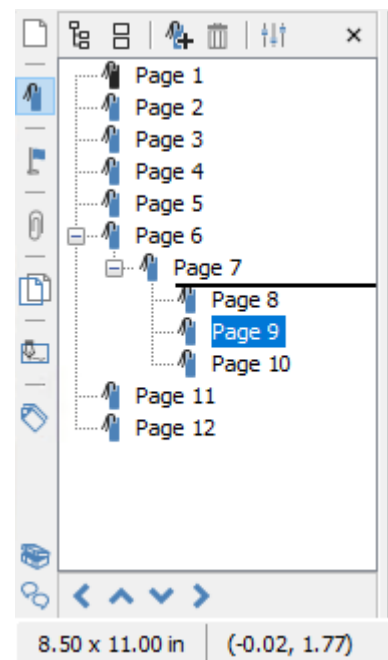 Page 1
Page 2
Page 3
Page 4
Page 5
Page 6
Page 7
Page 8
Page 9
Page 10
Page 11
Page 12
8.50 x 11.00 in (-0.02, 1.77)